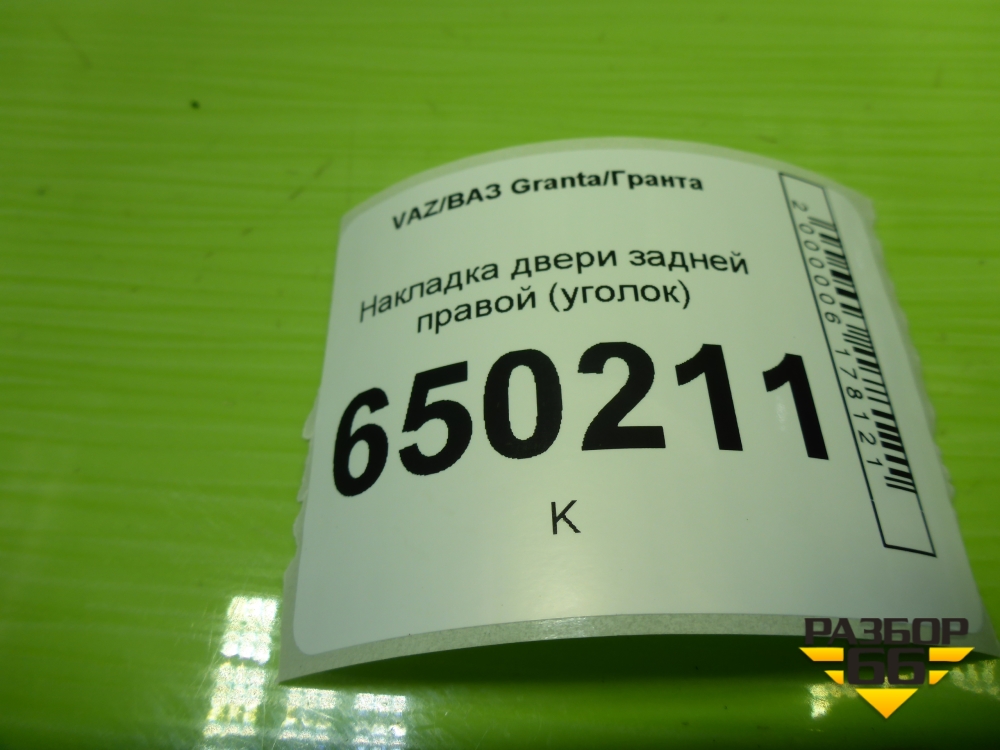 VAZ/ВАЗ Granta/Гранта
Накладка двери задней
правой (уголок)
650211
К
2000006178121
РАЗБОР
66